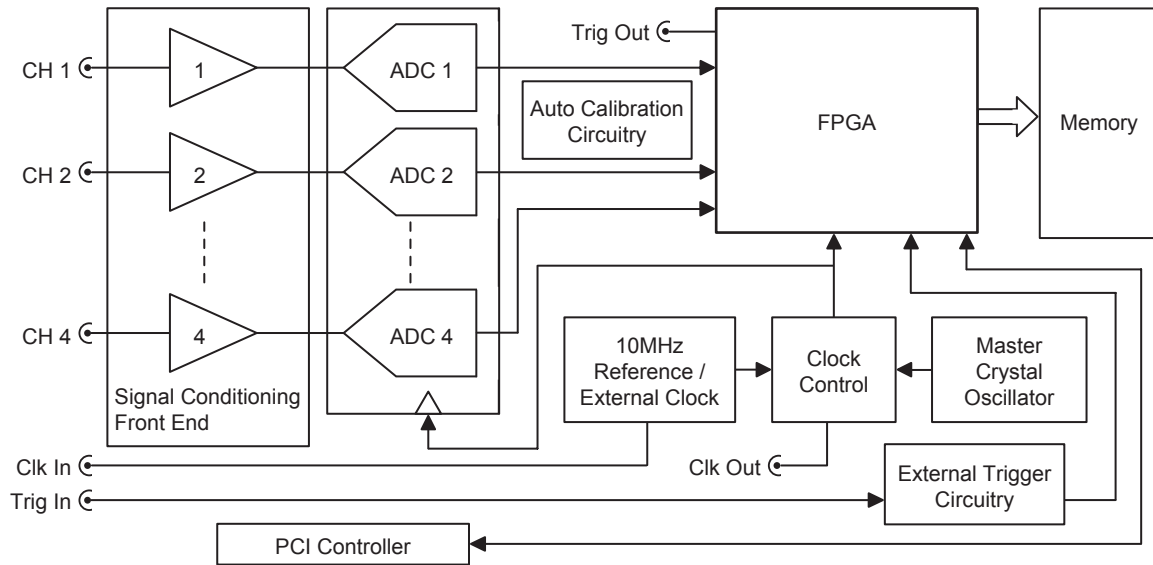 Trig Out
CH 1
1
ADC 1
Auto Calibration
Circuitry
FPGA
Memory
CH 2
2
ADC 2
CH 4
4
ADC 4
10MHz
Reference /
External Clock
Clock
Control
Master
Crystal
Oscillator
Signal Conditioning
Front End
Clk In
Clk Out
External Trigger
Circuitry
Trig In
PCI Controller